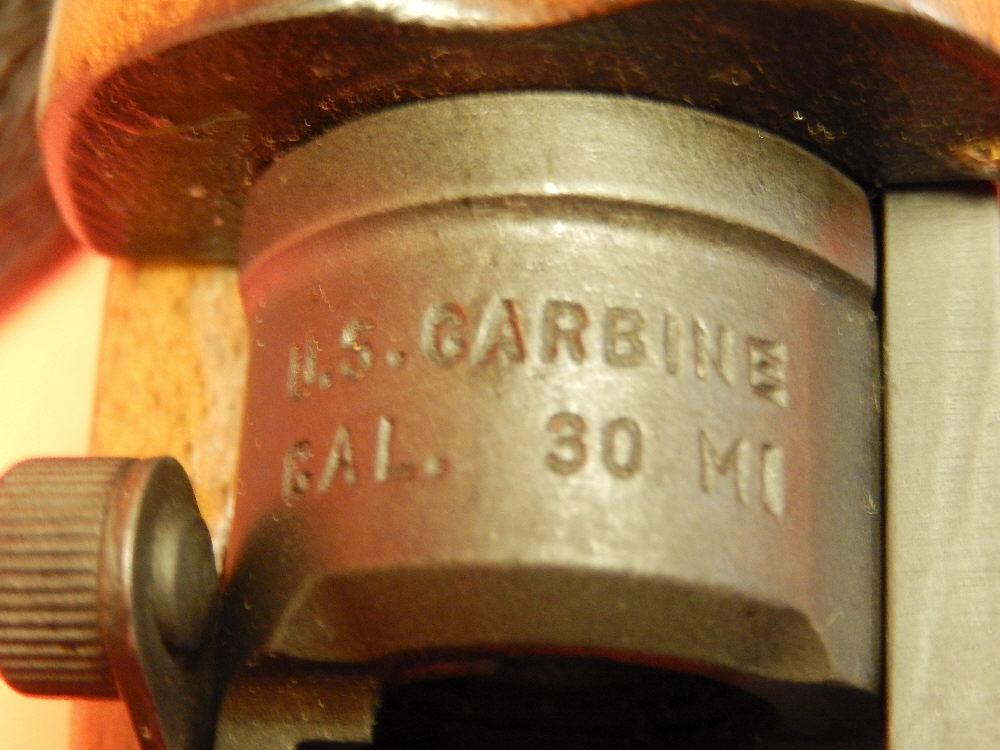 U.S. CARBINE
CAL. 30 M1